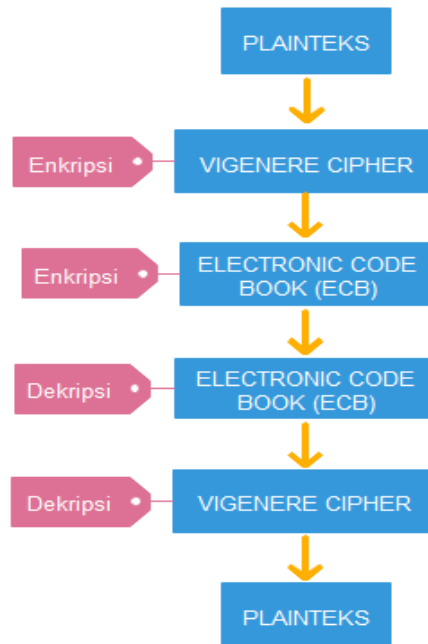 PLAINTEKS
Enkripsi
VIGENERE CIPHER
Enkripsi
ELECTRONIC CODE
BOOK (ECB)
Dekripsi
ELECTRONIC CODE
BOOK (ECB)
Dekripsi
VIGENERE CIPHER
PLAINTEKS